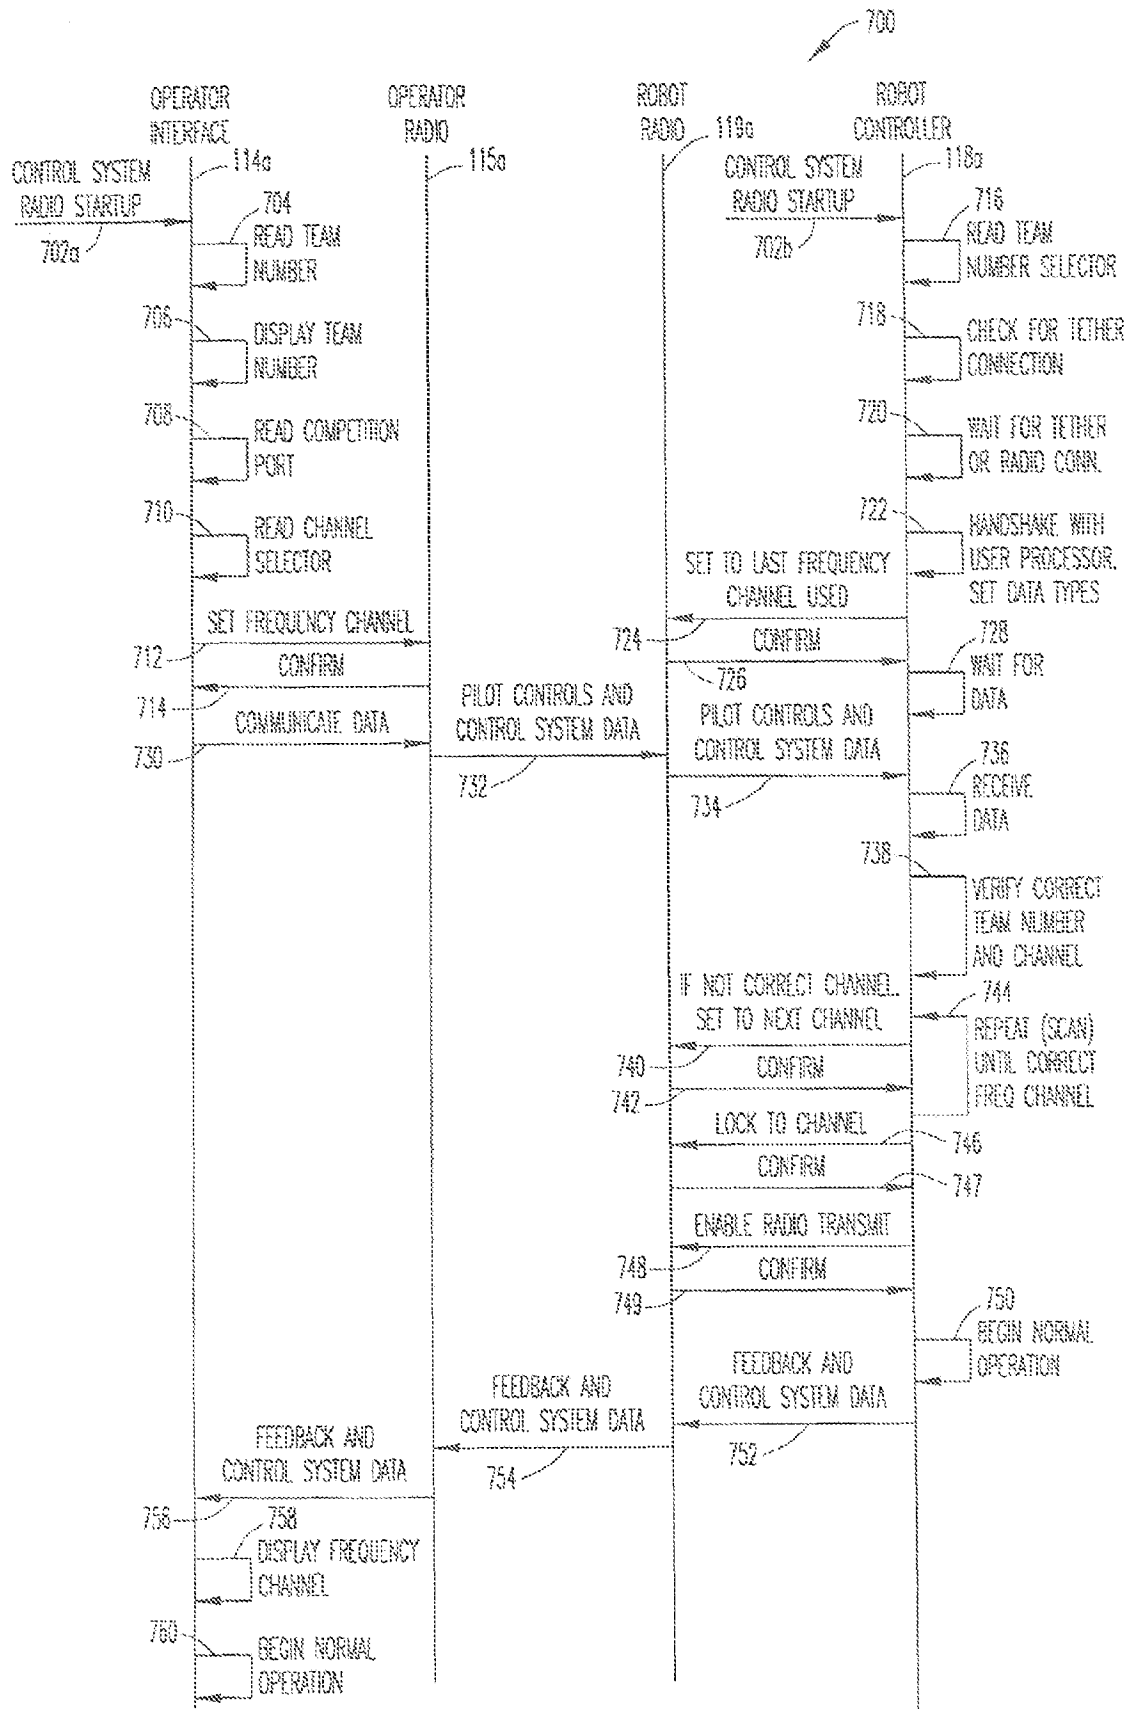 700
OPERATOR
INTERFACE
OPERATOR
RADIO
ROBOT
RADIO
ROBOT
CONTROLLER
114a
115a
119a
118a
CONTROL SYSTEM
RADIO STARTUP
702a
CONTROL SYSTEM
RADIO STARTUP
702b
704
READ TEAM
NUMBER
716
READ TEAM
NUMBER SELECTOR
706
DISPLAY TEAM
NUMBER
718
CHECK FOR TETHER
CONNECTION
708
READ COMPETITION
PORT
720
WAIT FOR TETHER
OR RADIO CONN.
710
READ CHANNEL
SELECTOR
722
HANDSHAKE WITH
USER PROCESSOR.
SET DATA TYPES
SET TO LAST FREQUENCY
CHANNEL USED
724
SET FREQUENCY CHANNEL
712
CONFIRM
726
CONFIRM
714
728
WAIT FOR
DATA
COMMUNICATE DATA
730
PILOT CONTROLS AND
CONTROL SYSTEM DATA
732
PILOT CONTROLS AND
CONTROL SYSTEM DATA
734
736
RECEIVE
DATA
738
VERIFY CORRECT
TEAM NUMBER
AND CHANNEL
IF NOT CORRECT CHANNEL.
SET TO NEXT CHANNEL
740
744
REPEAT (SCAN)
UNTIL CORRECT
FREQ CHANNEL
CONFIRM
742
LOCK TO CHANNEL
746
CONFIRM
747
ENABLE RADIO TRANSMIT
748
CONFIRM
749
750
BEGIN NORMAL
OPERATION
FEEDBACK AND
CONTROL SYSTEM DATA
752
FEEDBACK AND
CONTROL SYSTEM DATA
754
FEEDBACK AND
CONTROL SYSTEM DATA
756
758
DISPLAY FREQUENCY
CHANNEL
760
BEGIN NORMAL
OPERATION